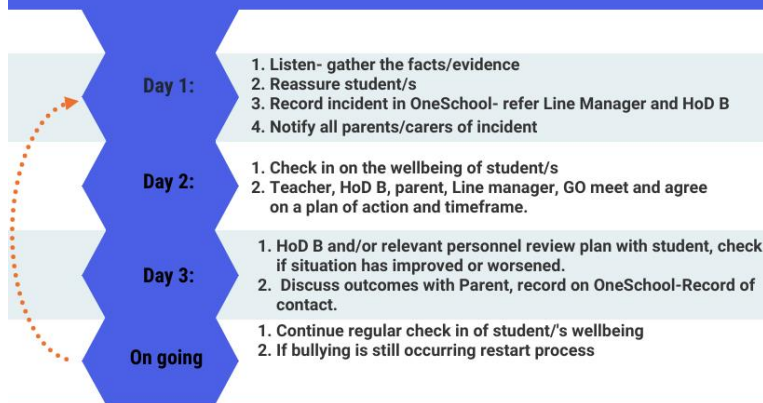 Day 1:
1. Listen- gather the facts/evidence
2. Reassure student/s
3. Record incident in OneSchool- refer Line Manager and HoD B
4. Notify all parents/carers of incident
Day 2:
1. Check in on the wellbeing of student/s
2. Teacher, HoD B, parent, Line manager, GO meet and agree
on a plan of action and timeframe.
Day 3:
1. HoD B and/or relevant personnel review plan with student, check
if situation has improved or worsened.
2. Discuss outcomes with Parent, record on OneSchool-Record of
contact.
On going
1. Continue regular check in of student/'s wellbeing
2. If bullying is still occurring restart process